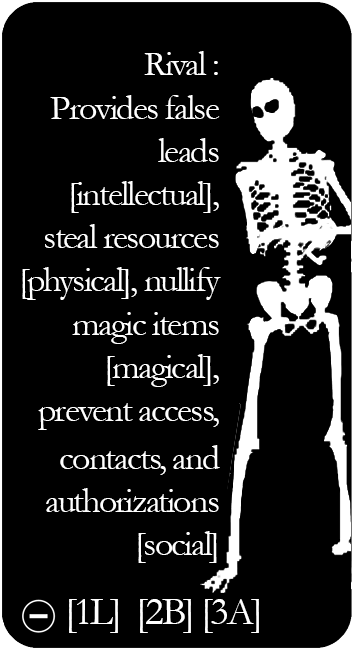 Rival :
Provides false
leads
[intellectual],
steal resources
[physical], nullify
magic items
[magical],
prevent access,
contacts, and
authorizations
[social]
⊖ [1L] [2B] [3A]